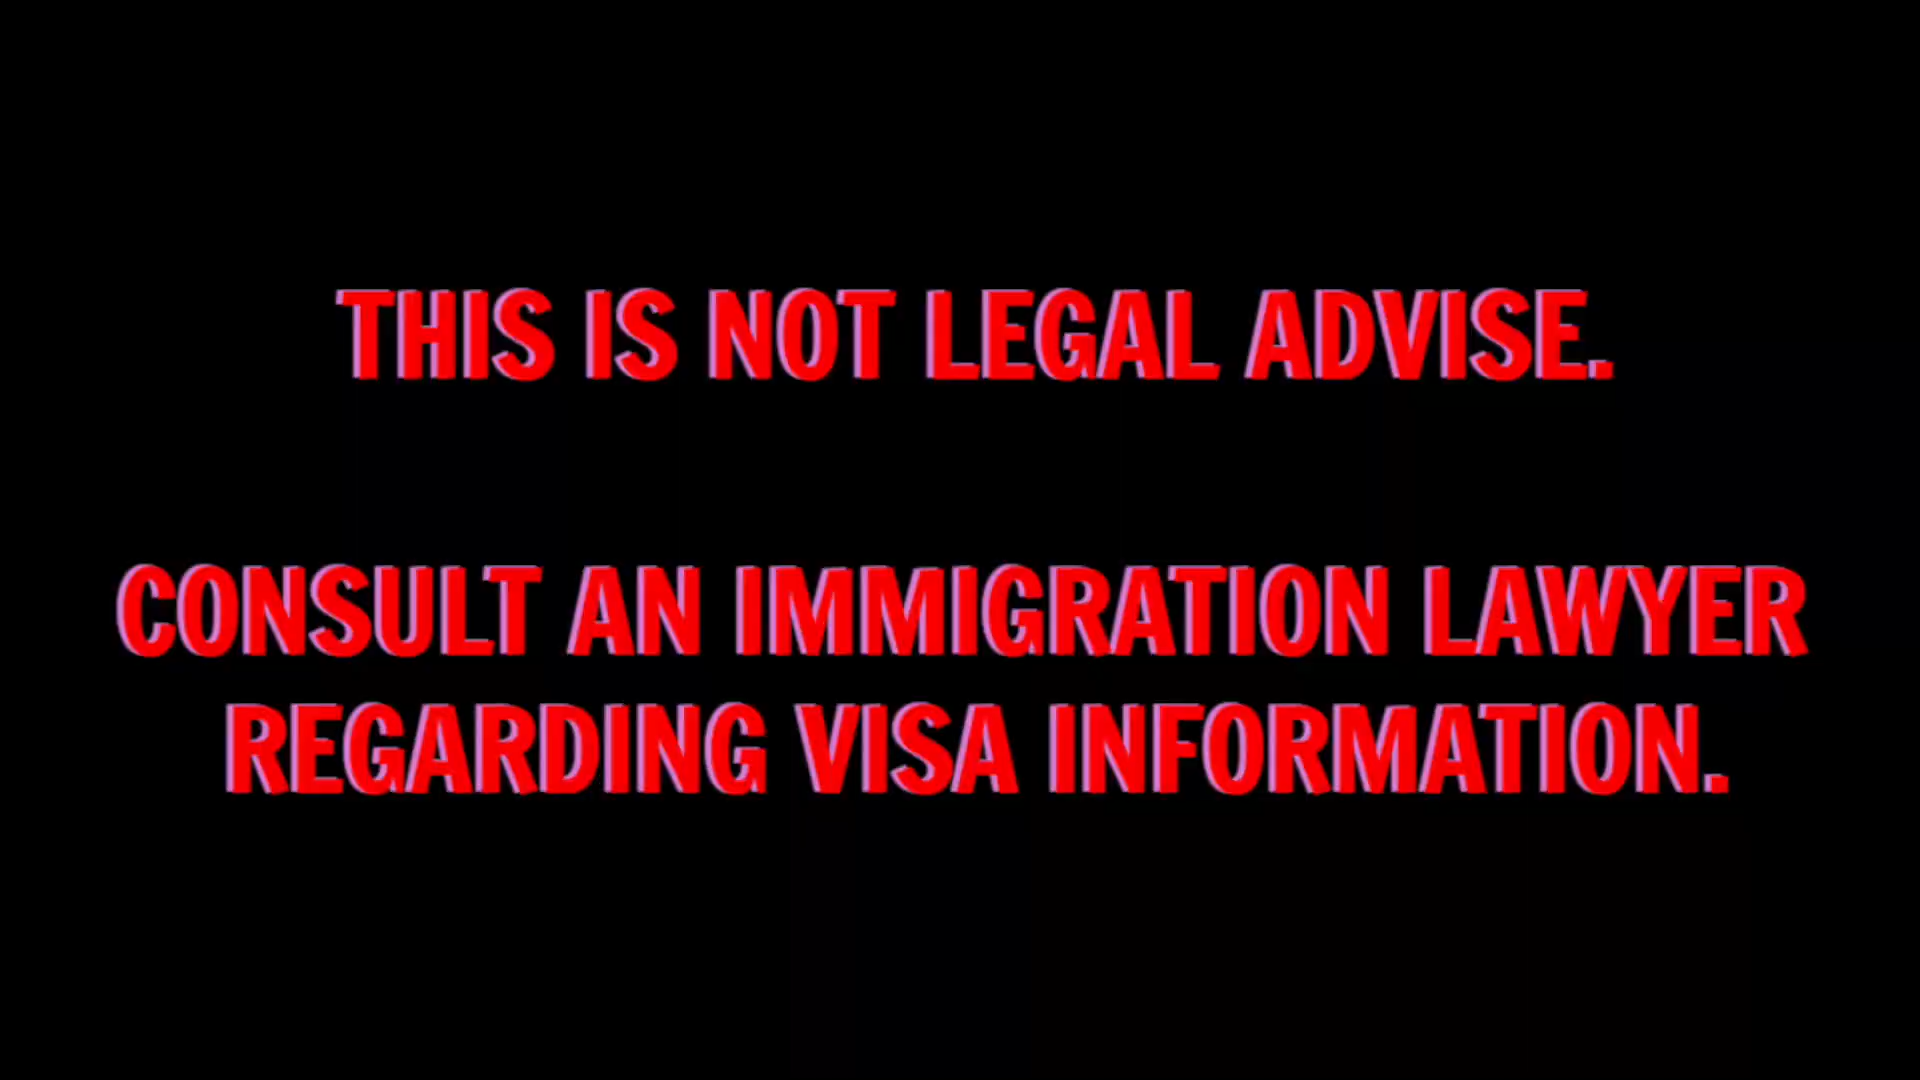 THIS IS NOT LEGAL ADVISE.
CONSULT AN IMMIGRATION LAWYER
REGARDING VISA INFORMATION.